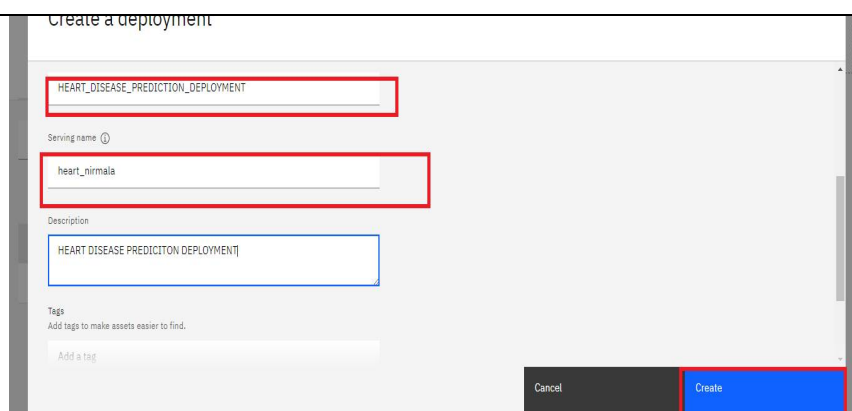 Create a deployment
HEART_DISEASE_PREDICTION_DEPLOYMENT
Serving name
heart_nirmala
Description
HEART DISEASE PREDICITON DEPLOYMENT
Tags
Add tags to make assets easier to find.
Add a tag
Cancel
Create